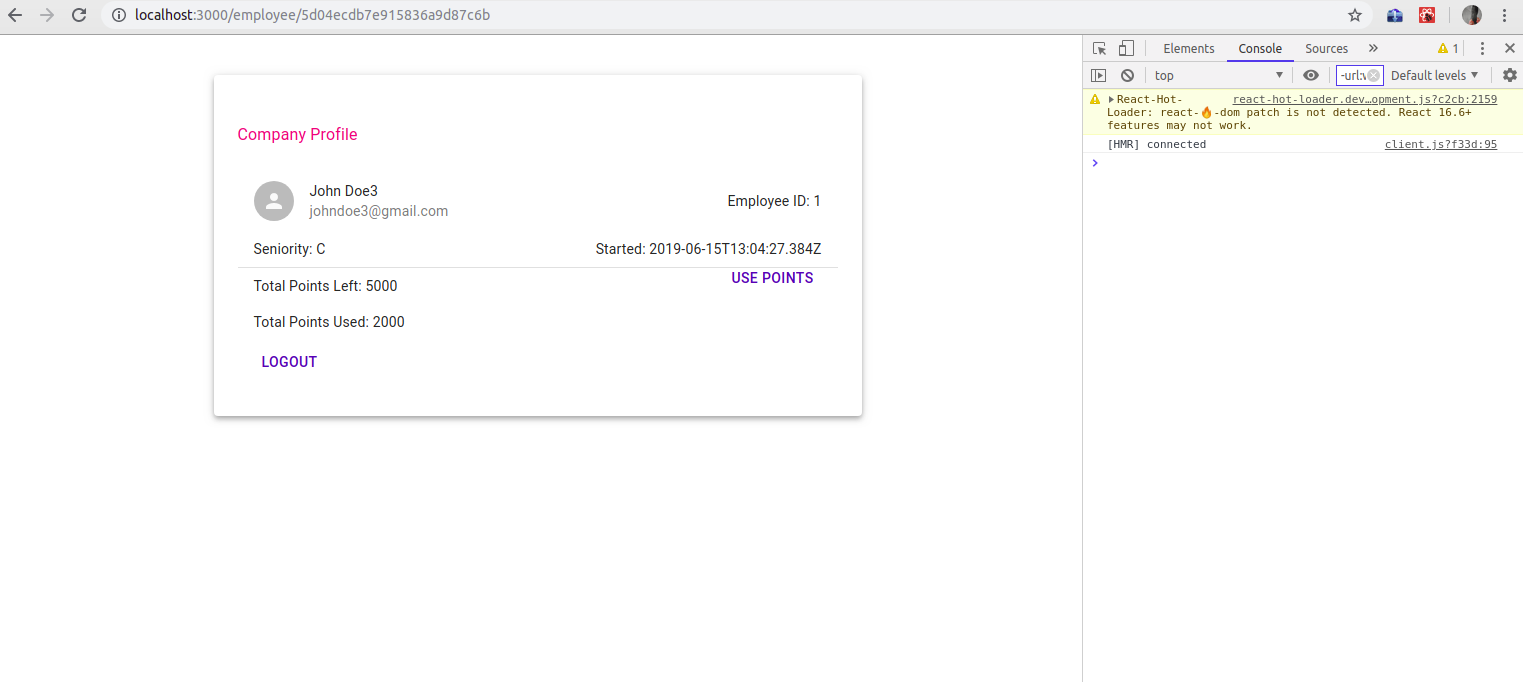 localhost:3000/employee/5d04ecdb7e915836a9d87c6b
Elements Console Sources » 1
top -url:v Default levels
React-Hot- react-hot-loader.dev…opment.js?c2cb:2159
Loader: react-🔥-dom patch is not detected. React 16.6+
features may not work.
[HMR] connected client.js?f33d:95
Company Profile
John Doe3
johndoe3@gmail.com
Employee ID: 1
Seniority: C Started: 2019-06-15T13:04:27.384Z
Total Points Left: 5000 USE POINTS
Total Points Used: 2000
LOGOUT